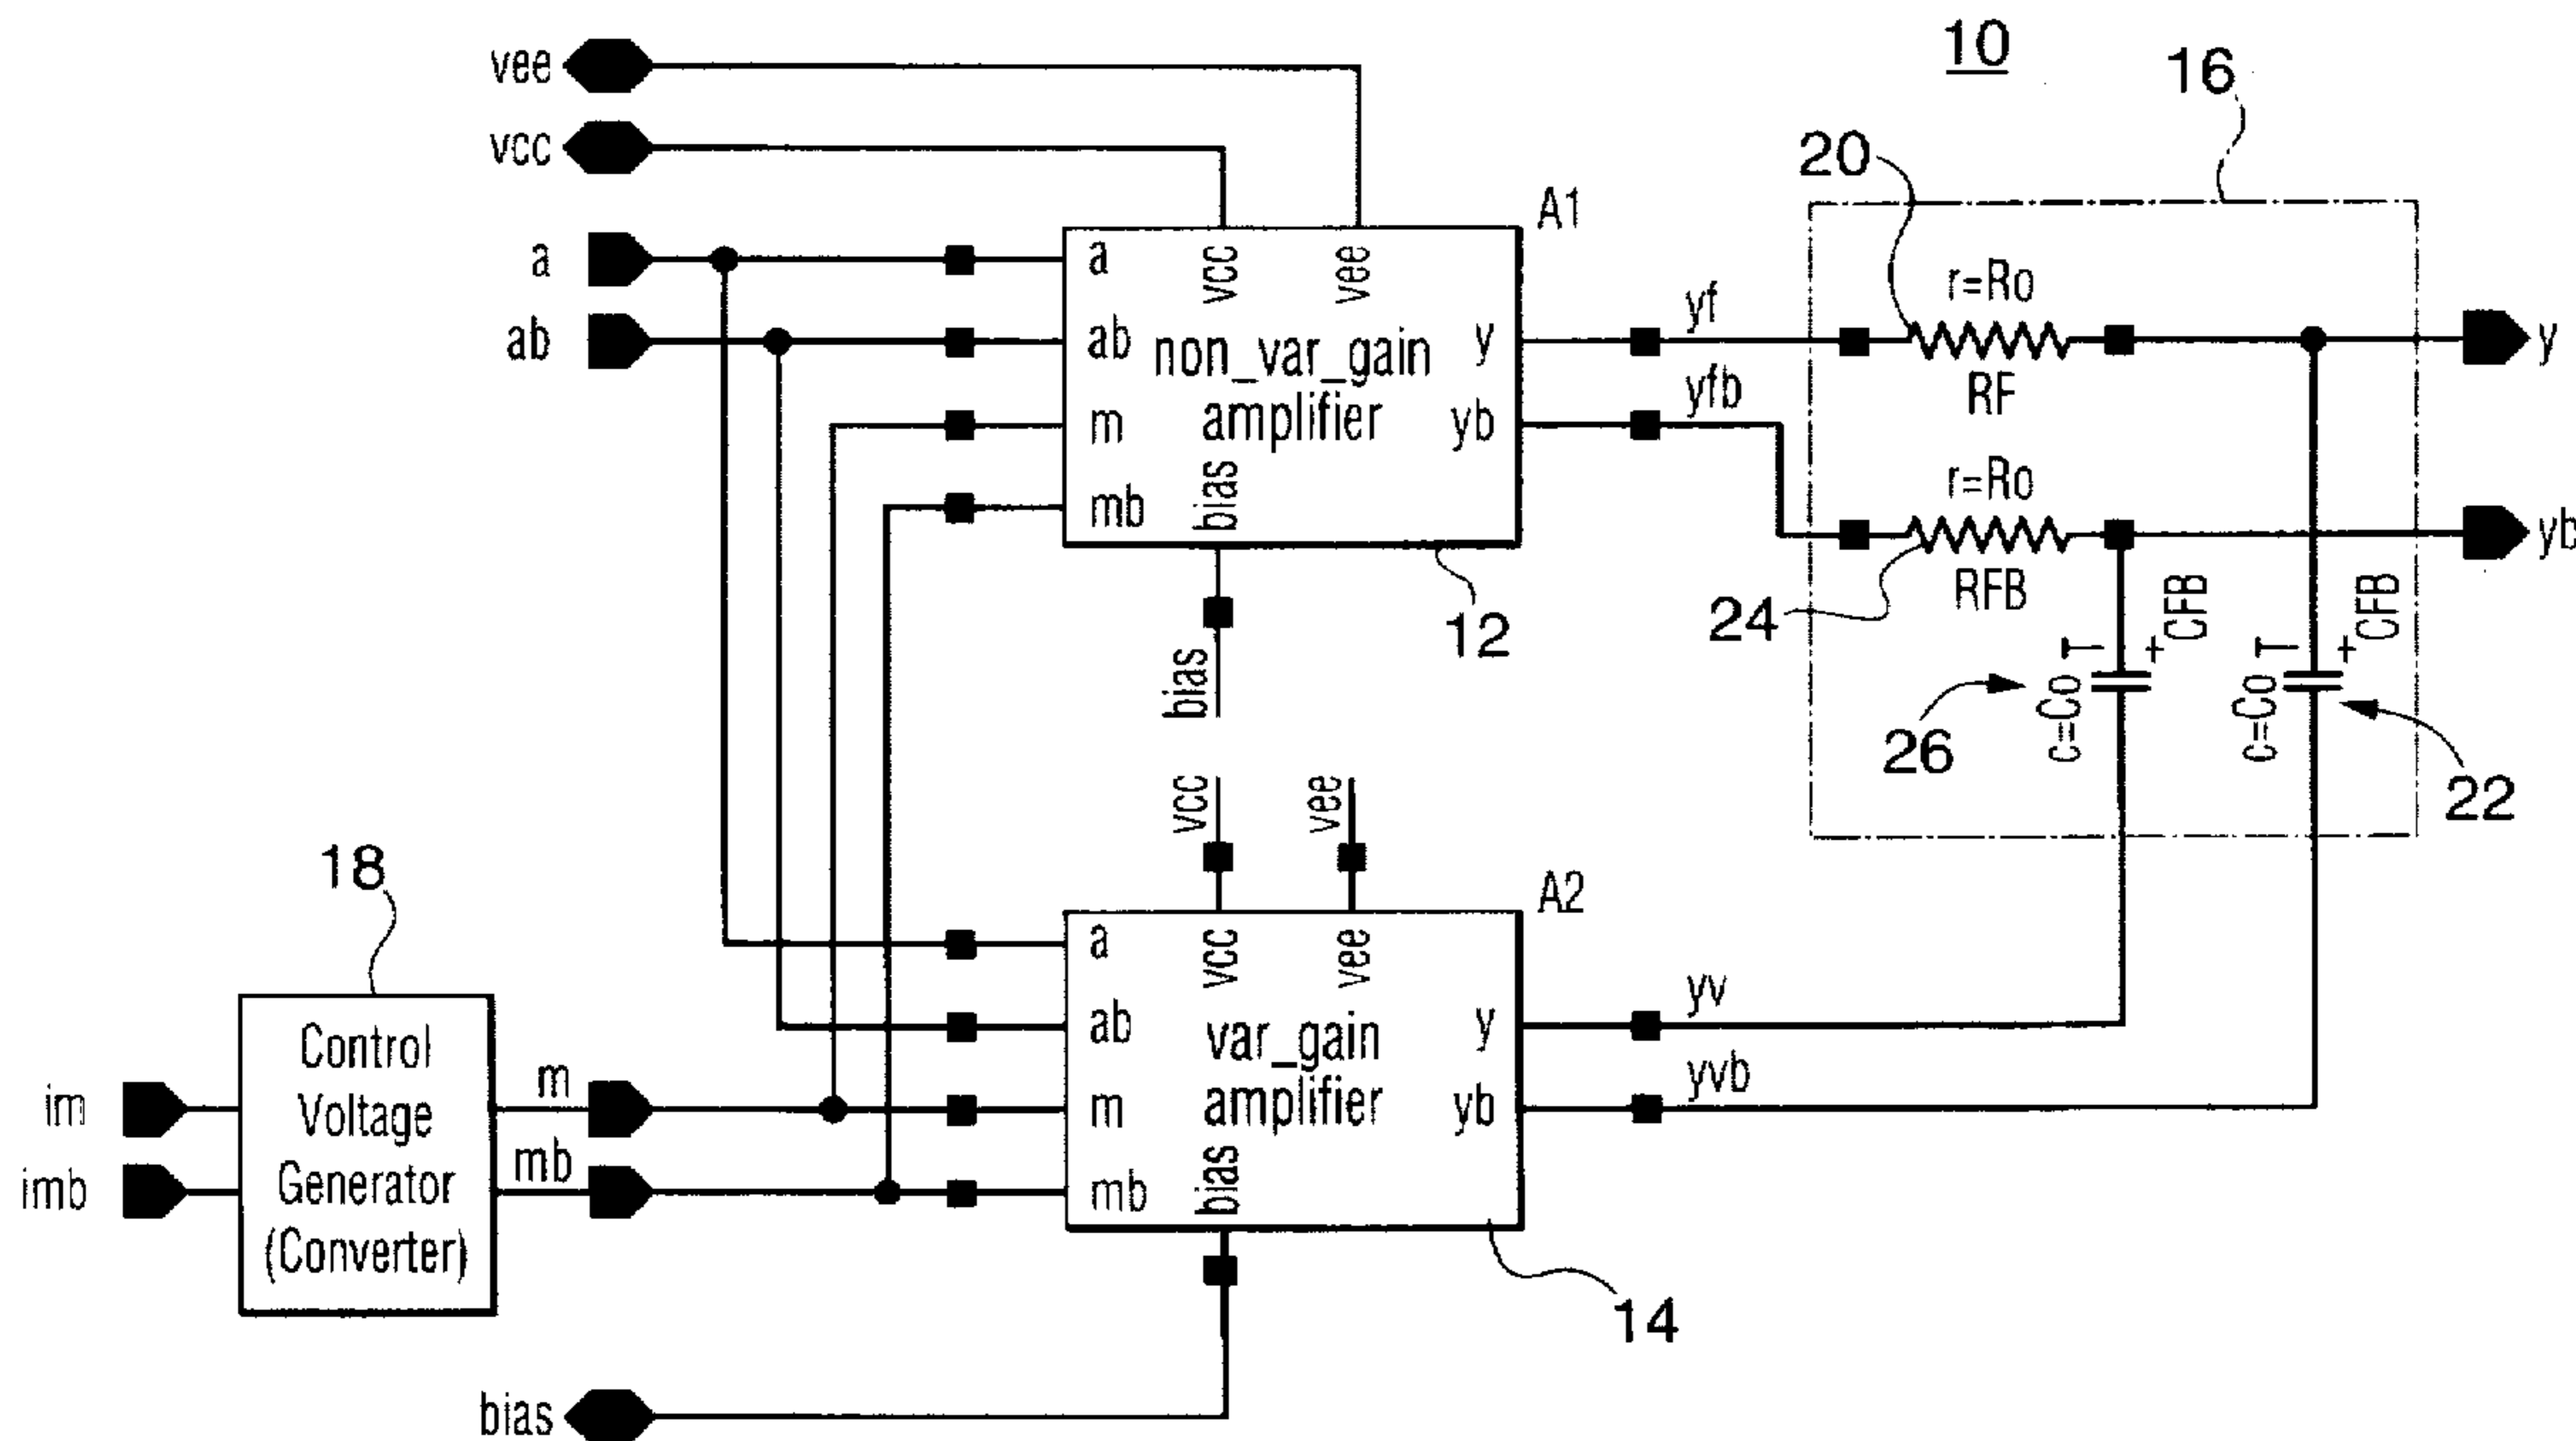 10
16
vee
vcc
20
A1
a
a
vcc
vee
r=Ro
yf
ab
ab
non_var_gain
y
y
RF
yfb
m
amplifier
yb
r=Ro
mb
bias
yb
RFB
24
12
CFB
CFB
+
+
T
T
bias
c=Co
c=Co
26
22
vcc
vee
18
A2
a
vcc
vee
yv
Control
ab
var_gain
y
im
m
yvb
Voltage
m
amplifier
yb
imb
mb
Generator
mb
bias
(Converter)
14
bias